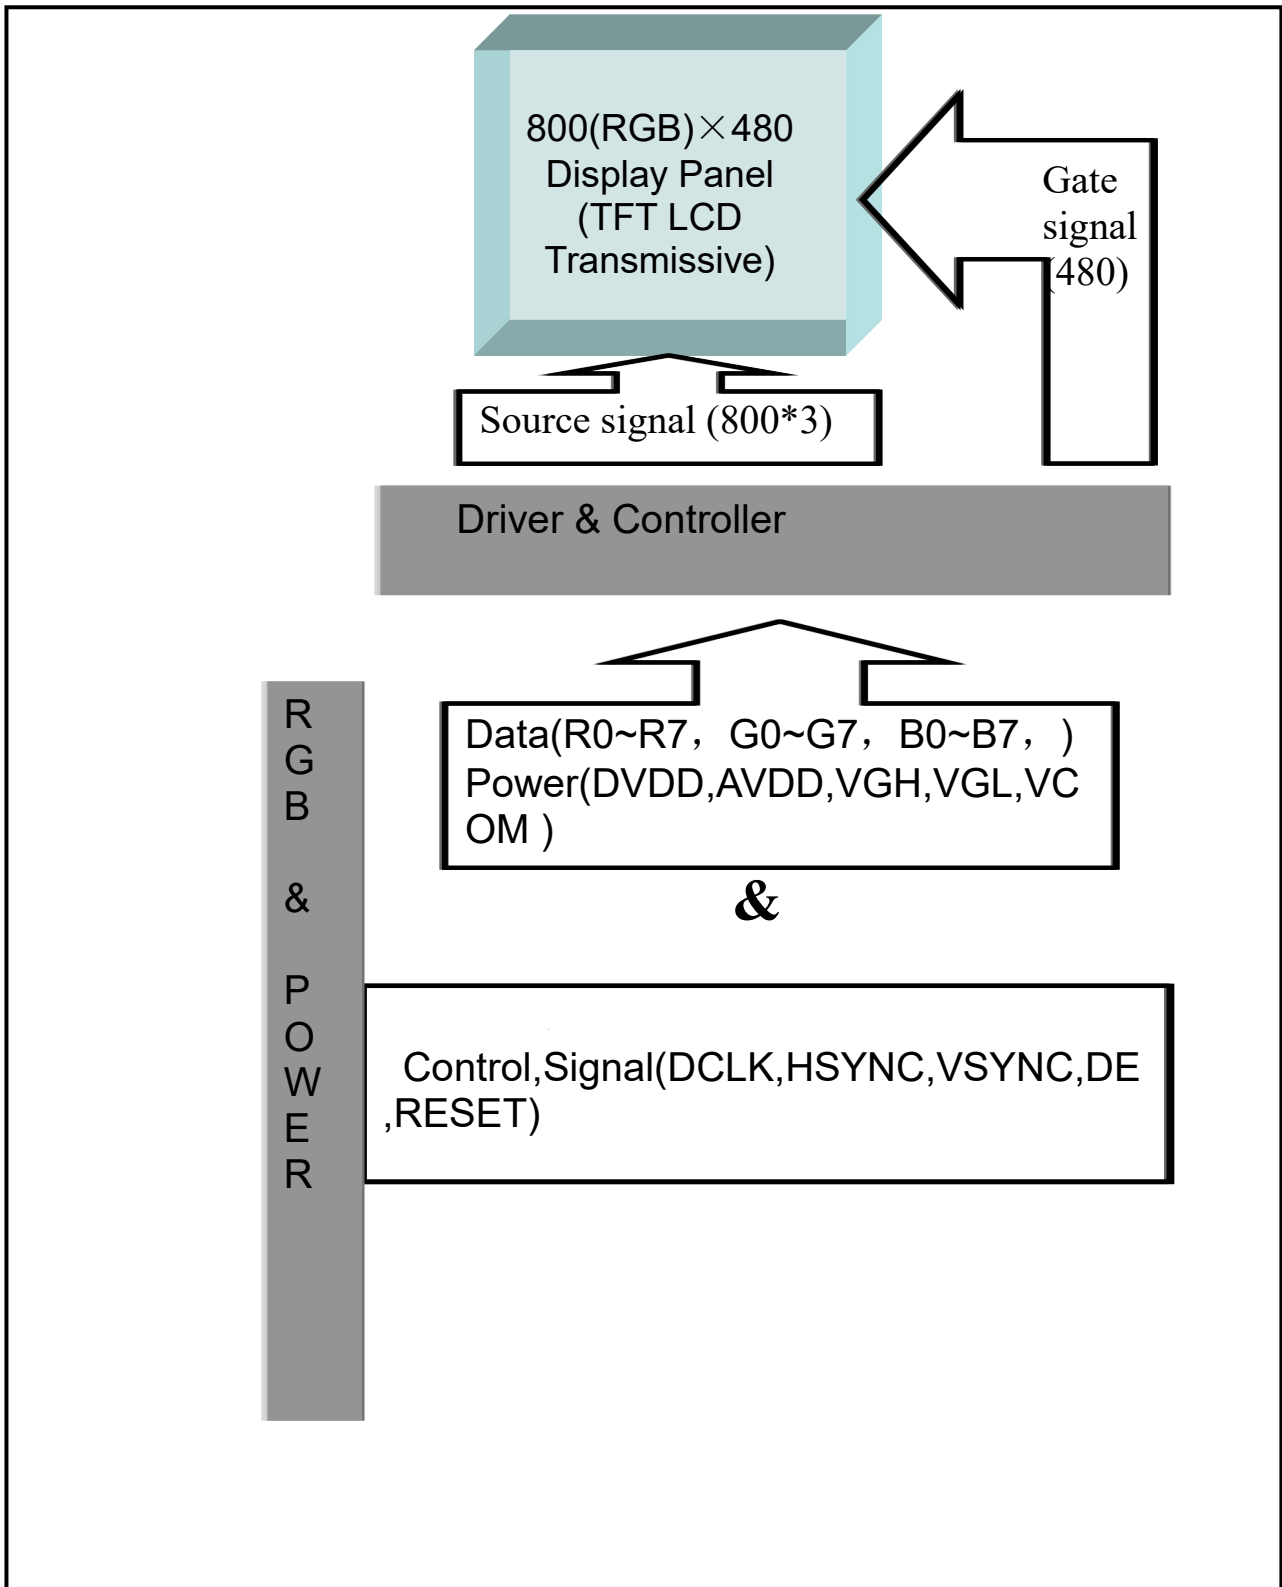 800(RGB)×480
Display Panel
(TFT LCD
Transmissive)
Gate
signal
(480)
Source signal (800*3)
Driver & Controller
R
G
B
&
P
O
W
E
R
Data(R0~R7，G0~G7，B0~B7，)
Power(DVDD,AVDD,VGH,VGL,VC
OM )
&
Control,Signal(DCLK,HSYNC,VSYNC,DE
,RESET)